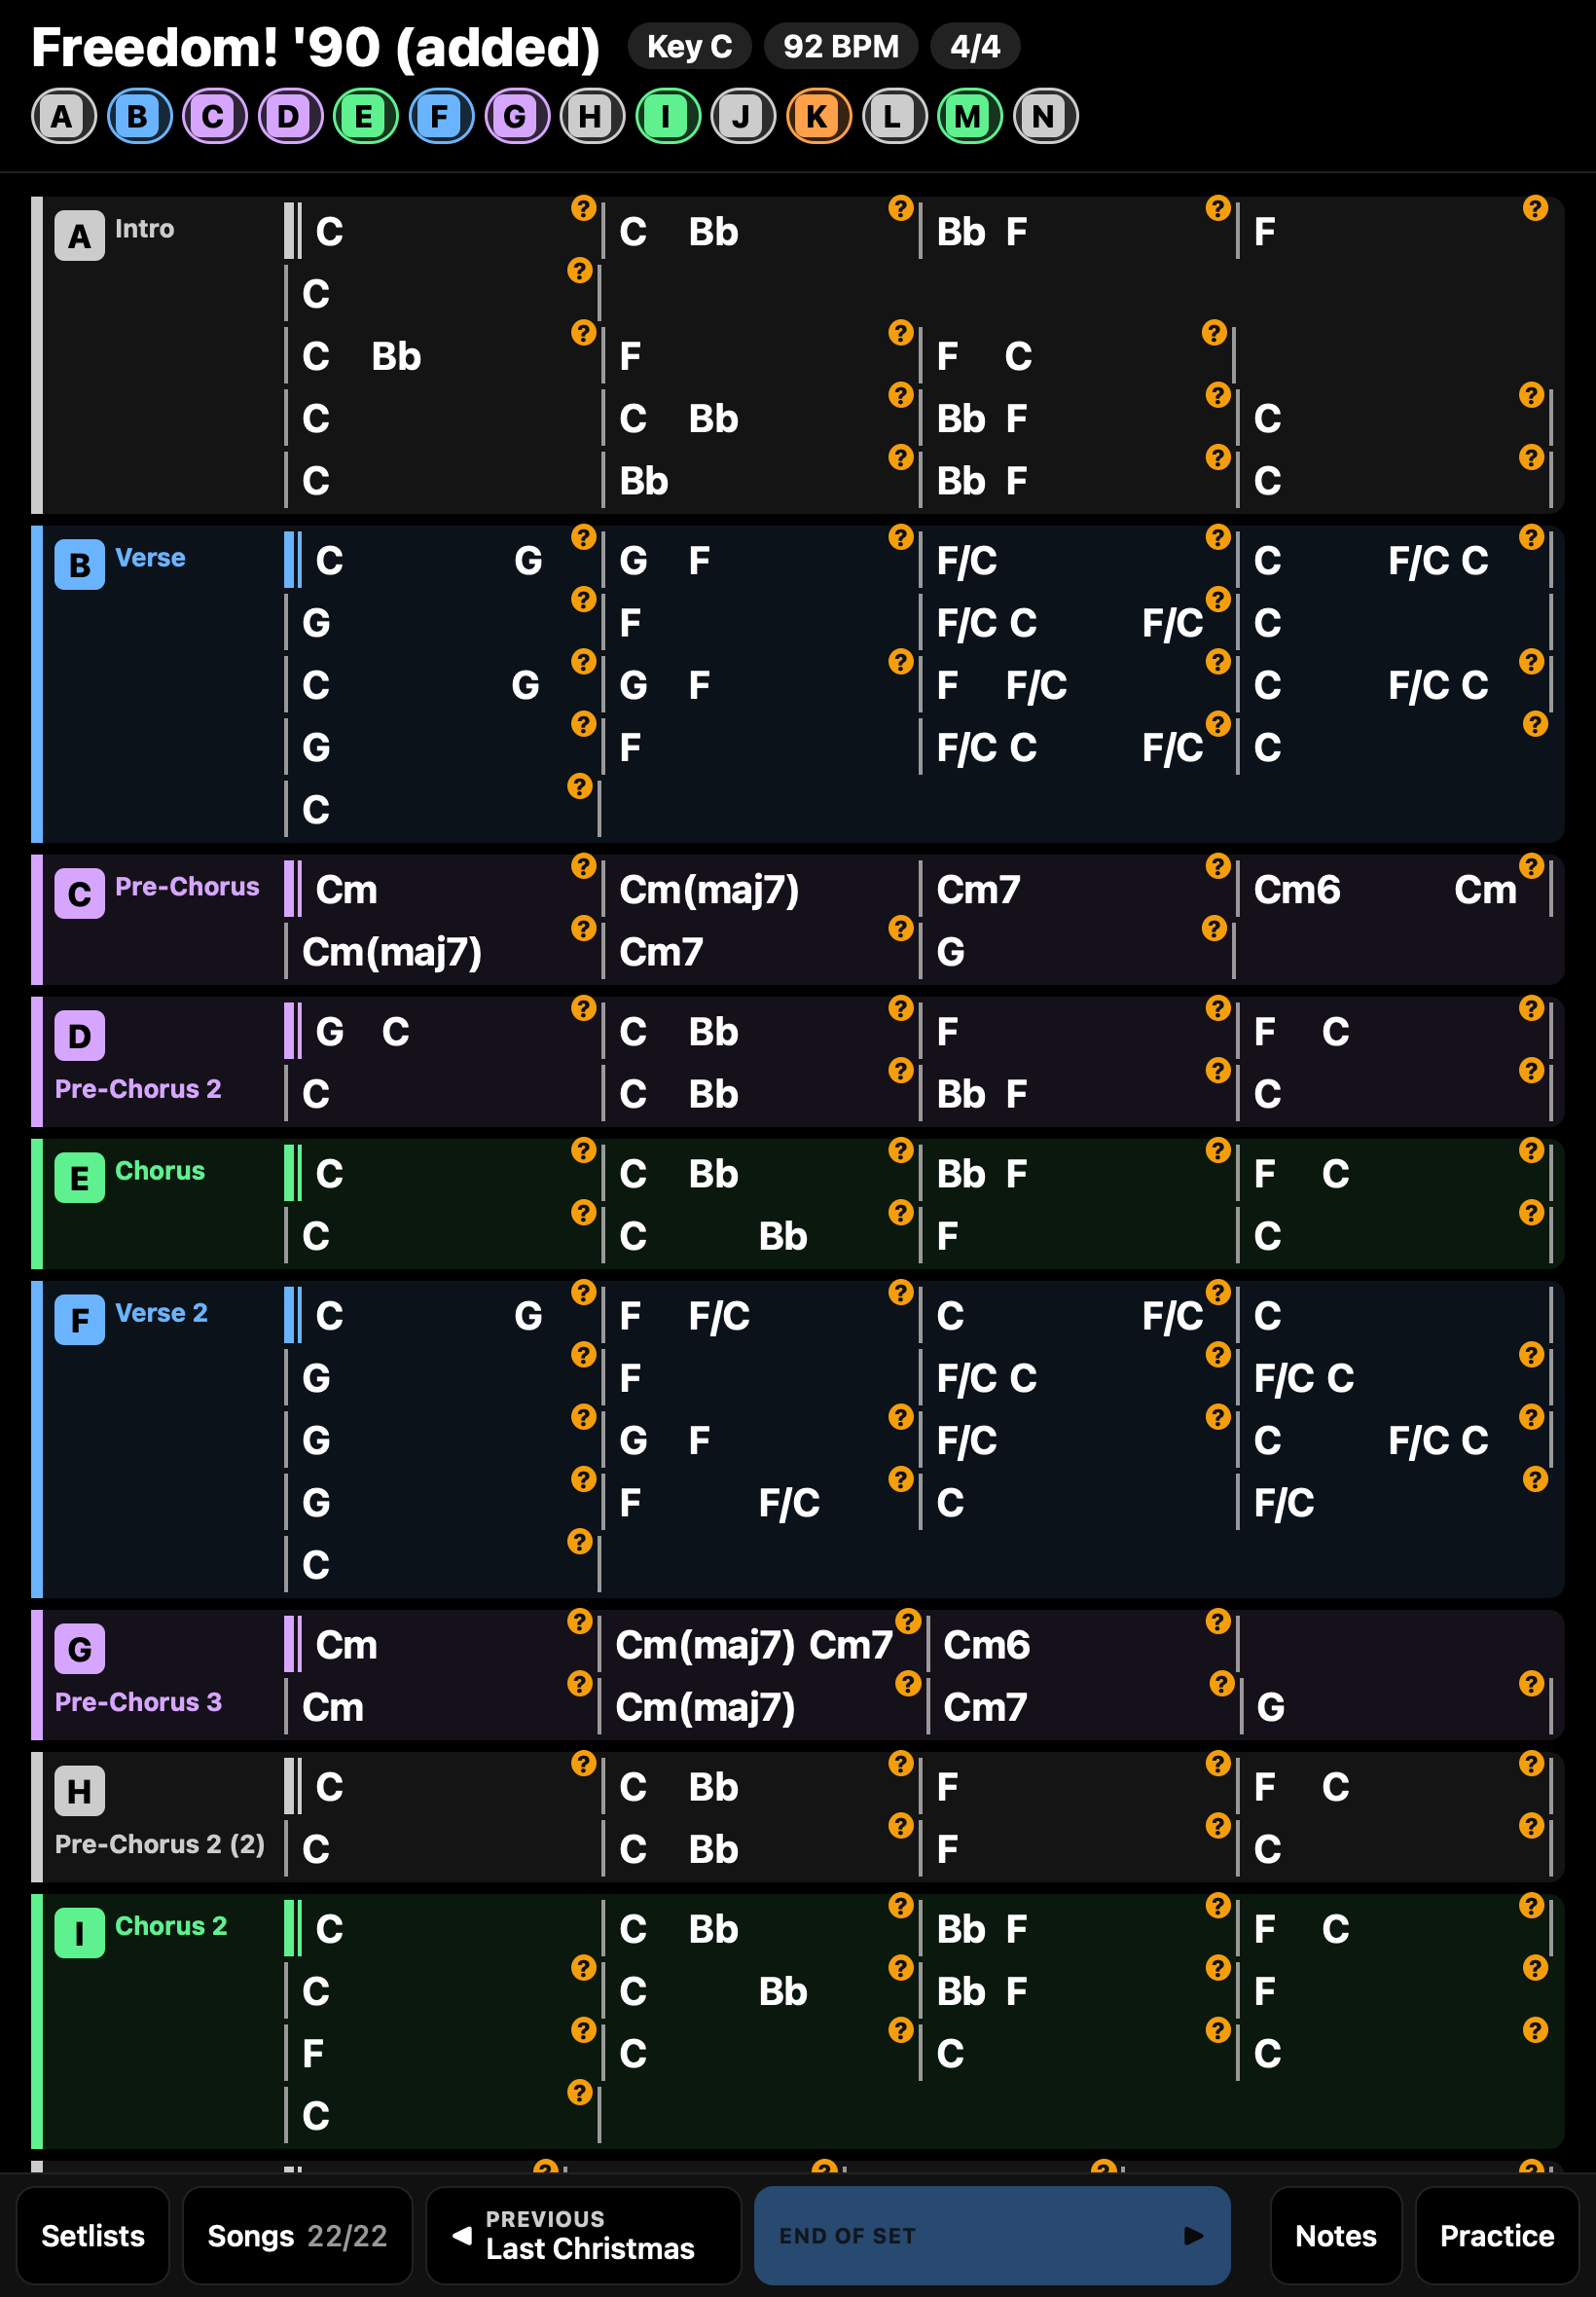 Freedom! '90 (added) Key C 92 BPM 4/4
A B C D E F G H I J K L M N
A Intro C ? C Bb ? Bb F ? F ?
C ?
C Bb ? F ? F C ?
C C Bb ? Bb F ? C ?
C Bb ? Bb F ? C ?
B Verse C G ? G F ? F/C ? C F/C C ?
G ? F F/C C F/C ? C
C G ? G F ? F F/C ? C F/C C ?
G ? F F/C C F/C ? C ?
C ?
C Pre-Chorus Cm ? Cm(maj7) Cm7 ? Cm6 Cm ?
Cm(maj7) ? Cm7 ? G ?
D G C ? C Bb ? F ? F C ?
Pre-Chorus 2 C C Bb ? Bb F ? C ?
E Chorus C ? C Bb ? Bb F ? F C ?
C ? C Bb ? F C ?
F Verse 2 C G ? F F/C ? C F/C ? C
G ? F F/C C ? F/C C ?
G ? G F ? F/C ? C F/C C ?
G ? F F/C ? C F/C ?
C ?
G Cm ? Cm(maj7) Cm7 ? Cm6 ?
Pre-Chorus 3 Cm ? Cm(maj7) ? Cm7 ? G ?
H C ? C Bb ? F ? F C ?
Pre-Chorus 2 (2) C C Bb ? F ? C ?
I Chorus 2 C C Bb ? Bb F ? F C ?
C ? C Bb ? Bb F ? F ?
F ? C ? C ? C ?
C ?
? ? ? ?
Setlists Songs 22/22 ◀ PREVIOUS Last Christmas END OF SET ▶ Notes Practice